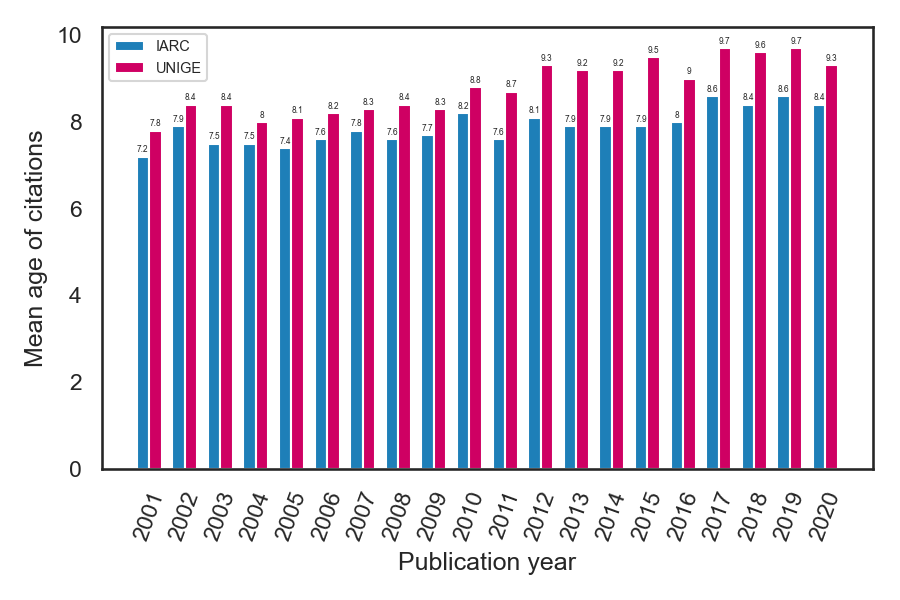 IARC
UNIGE
Mean age of citations
10
8
6
4
2
0
7.2 7.8 7.9 8.4 7.5 8.4 7.5 8 7.4 8.1 7.6 8.2 7.8 8.3 7.6 8.4 7.7 8.3 8.2 8.8 7.6 8.7 8.1 9.3 7.9 9.2 7.9 9.2 7.9 9.5 8 9 8.6 9.7 8.4 9.6 8.6 9.7 8.4 9.3
2001 2002 2003 2004 2005 2006 2007 2008 2009 2010 2011 2012 2013 2014 2015 2016 2017 2018 2019 2020
Publication year